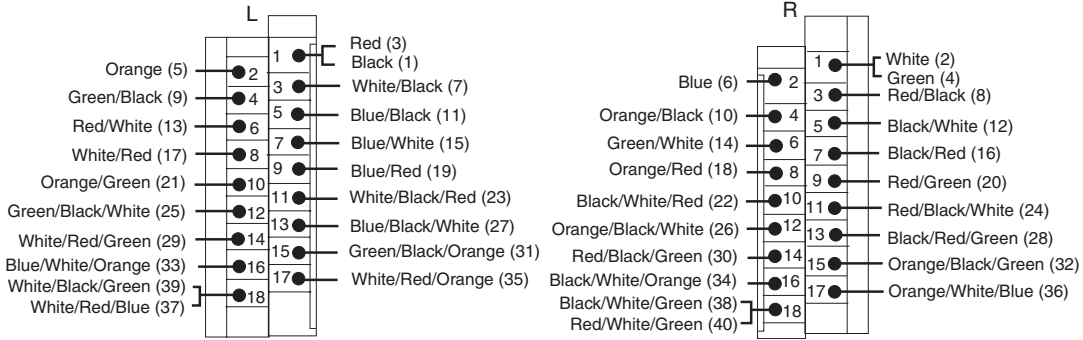 L
1
Red (3)
Black (1)
Orange (5)
2
3
White/Black (7)
Green/Black (9)
4
5
Blue/Black (11)
Red/White (13)
6
7
Blue/White (15)
White/Red (17)
8
9
Blue/Red (19)
Orange/Green (21)
10
11
White/Black/Red (23)
Green/Black/White (25)
12
13
Blue/Black/White (27)
White/Red/Green (29)
14
15
Green/Black/Orange (31)
Blue/White/Orange (33)
16
17
White/Red/Orange (35)
White/Black/Green (39)
White/Red/Blue (37)
18
R
1
White (2)
Green (4)
Blue (6)
2
3
Red/Black (8)
Orange/Black (10)
4
5
Black/White (12)
Green/White (14)
6
7
Black/Red (16)
Orange/Red (18)
8
9
Red/Green (20)
Black/White/Red (22)
10
11
Red/Black/White (24)
Orange/Black/White (26)
12
13
Black/Red/Green (28)
Red/Black/Green (30)
14
15
Orange/Black/Green (32)
Black/White/Orange (34)
16
17
Orange/White/Blue (36)
Black/White/Green (38)
Red/White/Green (40)
18